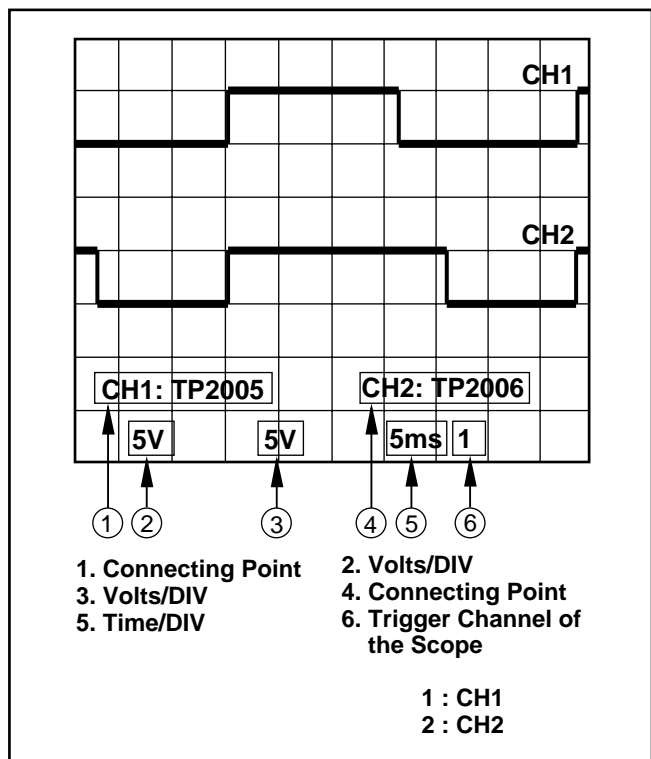 CH1
CH2
CH1: TP2005 CH2: TP2006
5V 5V 5ms 1
1 2 3 4 5 6
1. Connecting Point
3. Volts/DIV
5. Time/DIV
2. Volts/DIV
4. Connecting Point
6. Trigger Channel of
the Scope
1 : CH1
2 : CH2